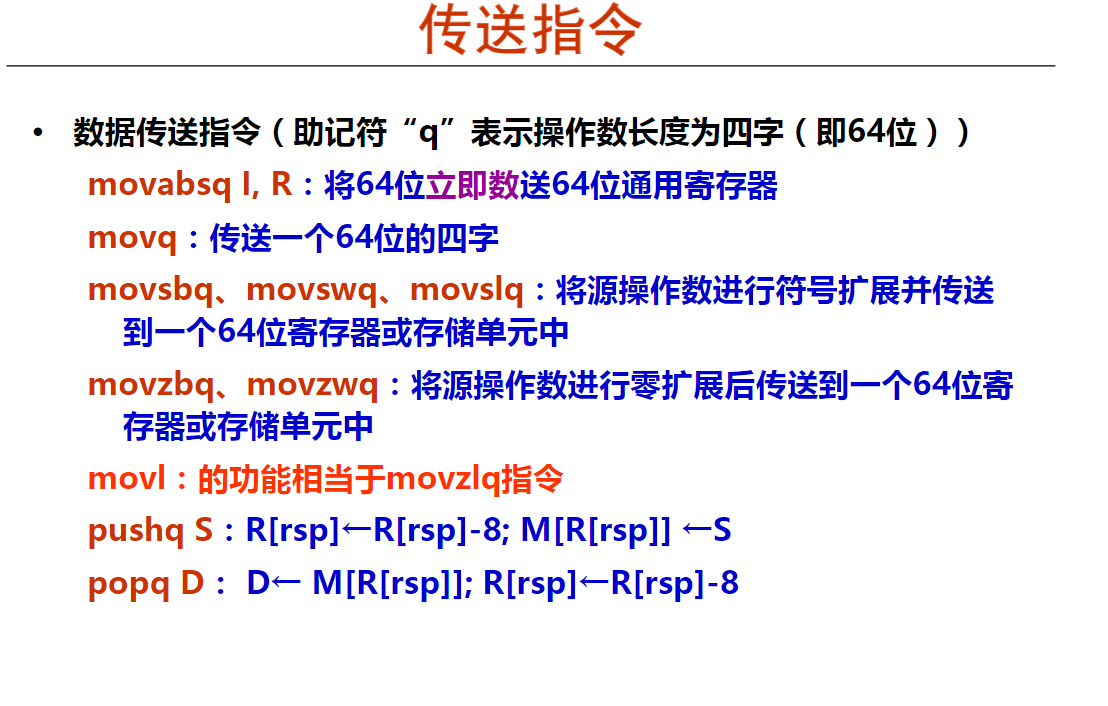 传送指令
• 数据传送指令（助记符“q”表示操作数长度为四字（即64位））
movabsq I, R：将64位立即数送64位通用寄存器
movq：传送一个64位的四字
movsbq、movswq、movslq：将源操作数进行符号扩展并传送
到一个64位寄存器或存储单元中
movzbq、movzwq：将源操作数进行零扩展后传送到一个64位寄
存器或存储单元中
movl：的功能相当于movzlq指令
pushq S：R[rsp]←R[rsp]-8; M[R[rsp]] ←S
popq D： D← M[R[rsp]]; R[rsp]←R[rsp]-8